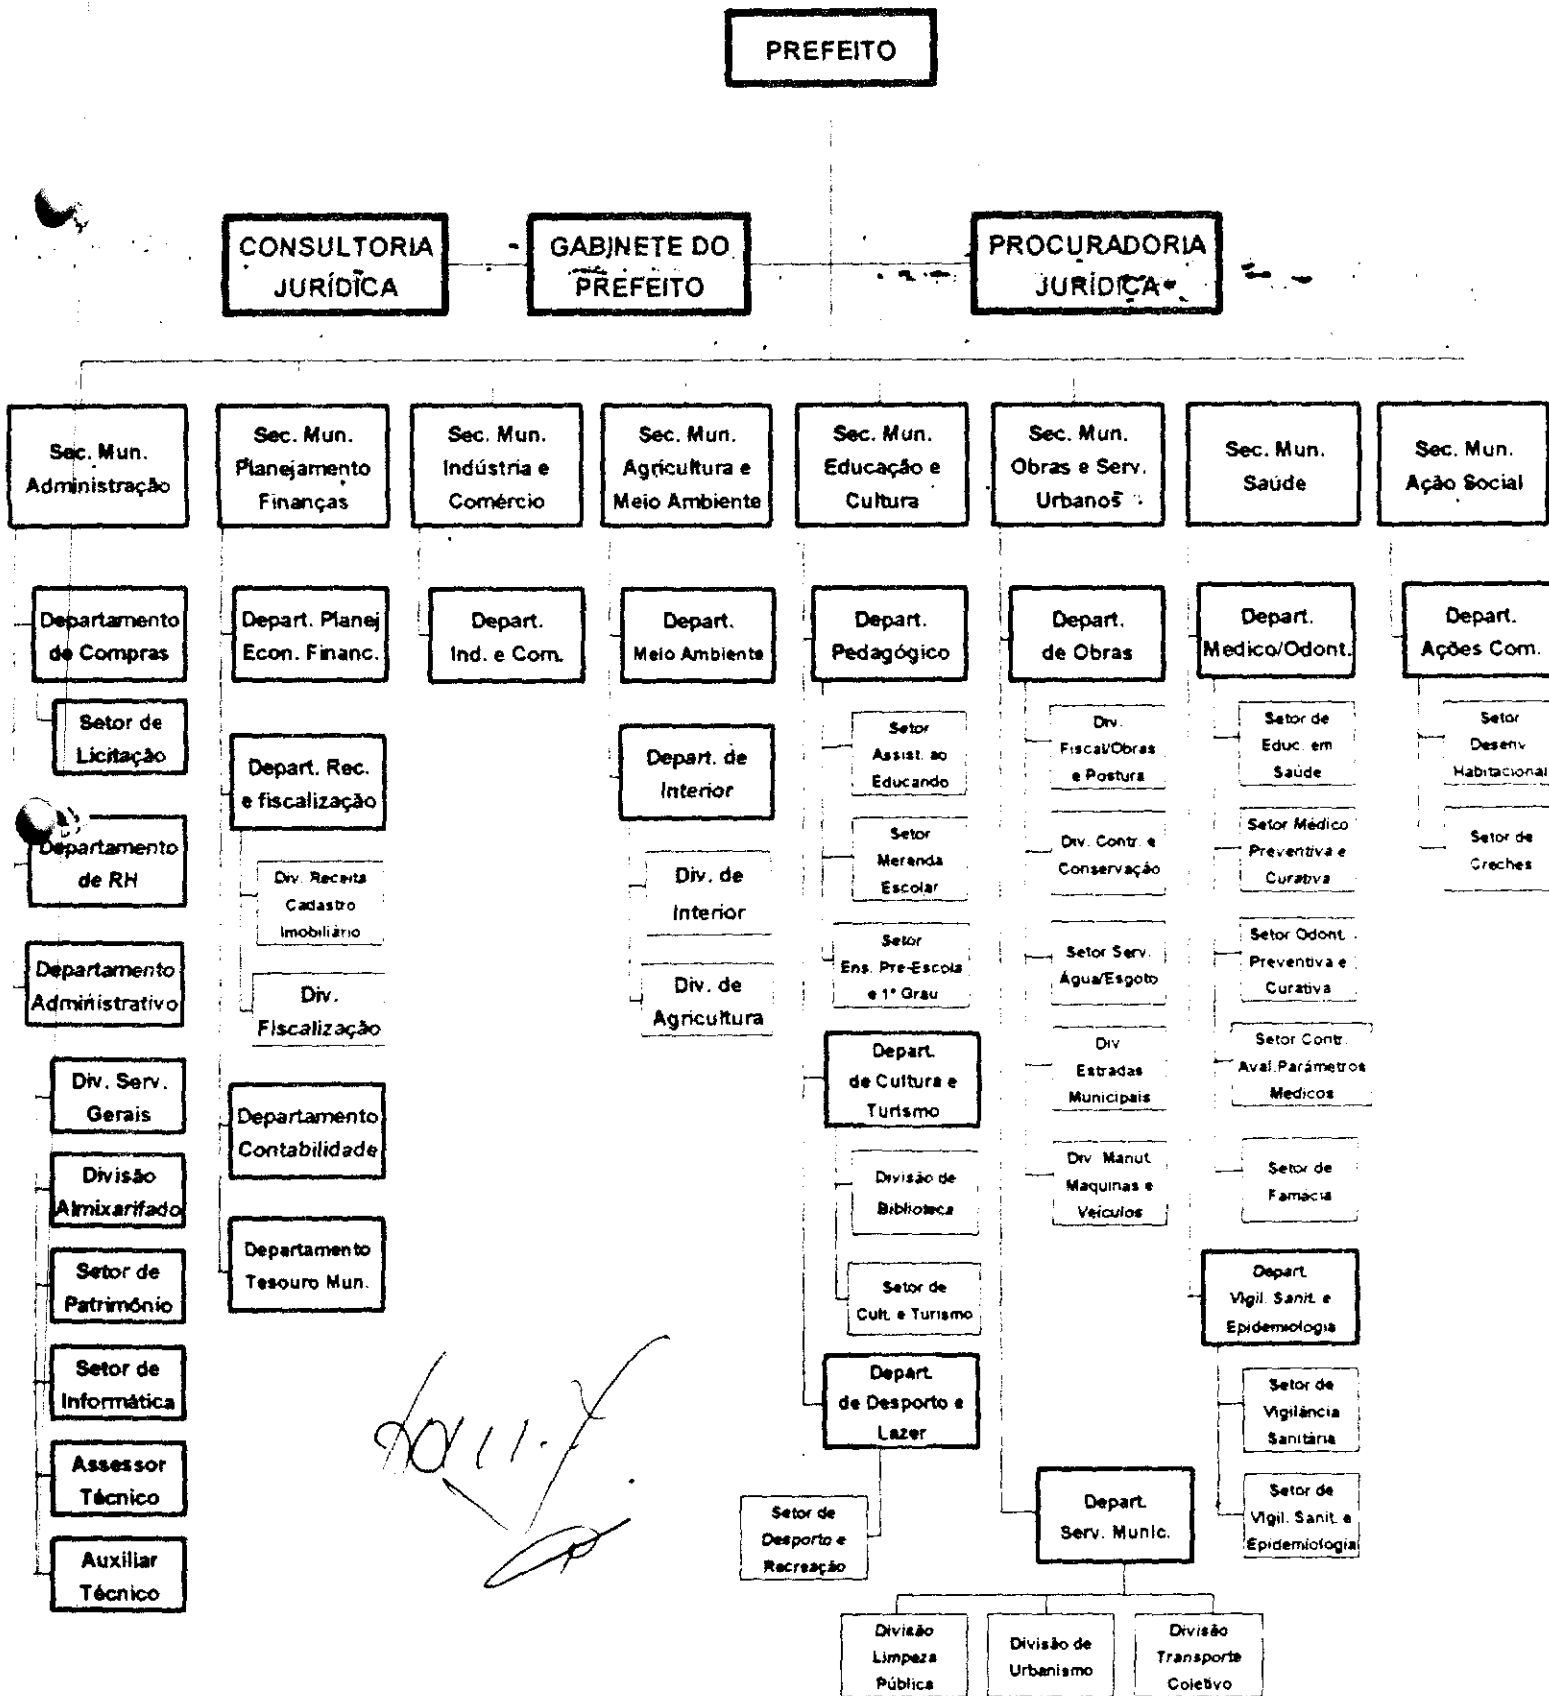 PREFEITO
CONSULTORIA
JURÍDICA
GABINETE DO
PREFEITO
PROCURADORIA
JURÍDICA
Sec. Mun.
Administração
Sec. Mun.
Planejamento
Finanças
Sec. Mun.
Indústria e
Comércio
Sec. Mun.
Agricultura e
Meio Ambiente
Sec. Mun.
Educação e
Cultura
Sec. Mun.
Obras e Serv.
Urbanos
Sec. Mun.
Saúde
Sec. Mun.
Ação Social
Departamento
de Compras
Setor de
Licitação
Departamento
de RH
Departamento
Administrativo
Div. Serv.
Gerais
Divisão
Almixarifado
Setor de
Patrimônio
Setor de
Informática
Assessor
Técnico
Auxiliar
Técnico
Depart. Planej
Econ. Financ.
Depart. Rec.
e fiscalização
Div. Receita
Cadastro
Imobiliário
Div.
Fiscalização
Departamento
Contabilidade
Departamento
Tesouro Mun.
Depart.
Ind. e Com.
Depart.
Meio Ambiente
Depart. de
Interior
Div. de
Interior
Div. de
Agricultura
Depart.
Pedagógico
Setor
Assist. ao
Educando
Setor
Meranda
Escolar
Setor
Ens. Pre-Escola
e 1° Grau
Depart.
de Cultura e
Turismo
Divisão de
Biblioteca
Setor de
Cult. e Turismo
Depart.
de Desporto e
Lazer
Setor de
Desporto e
Recreação
Depart.
de Obras
Div.
Fiscal/Obras
e Postura
Div. Contr. e
Conservação
Setor Serv.
Água/Esgoto
Div
Estradas
Municipais
Div Manut.
Maquinas e
Veículos
Depart.
Serv. Munic.
Divisão
Limpeza
Pública
Divisão de
Urbanismo
Divisão
Transporte
Coletivo
Depart.
Medico/Odont.
Setor de
Educ. em
Saúde
Setor Médico
Preventiva e
Curativa
Setor Odont.
Preventiva e
Curativa
Setor Contr.
Aval.Parámetros
Medicos
Setor de
Famácia
Depart.
Vigil. Sanit. e
Epidemiologia
Setor de
Vigilância
Sanitária
Setor de
Vigil. Sanit. e
Epidemiologia
Depart.
Ações Com.
Setor
Desenv
Habitacional
Setor de
Creches